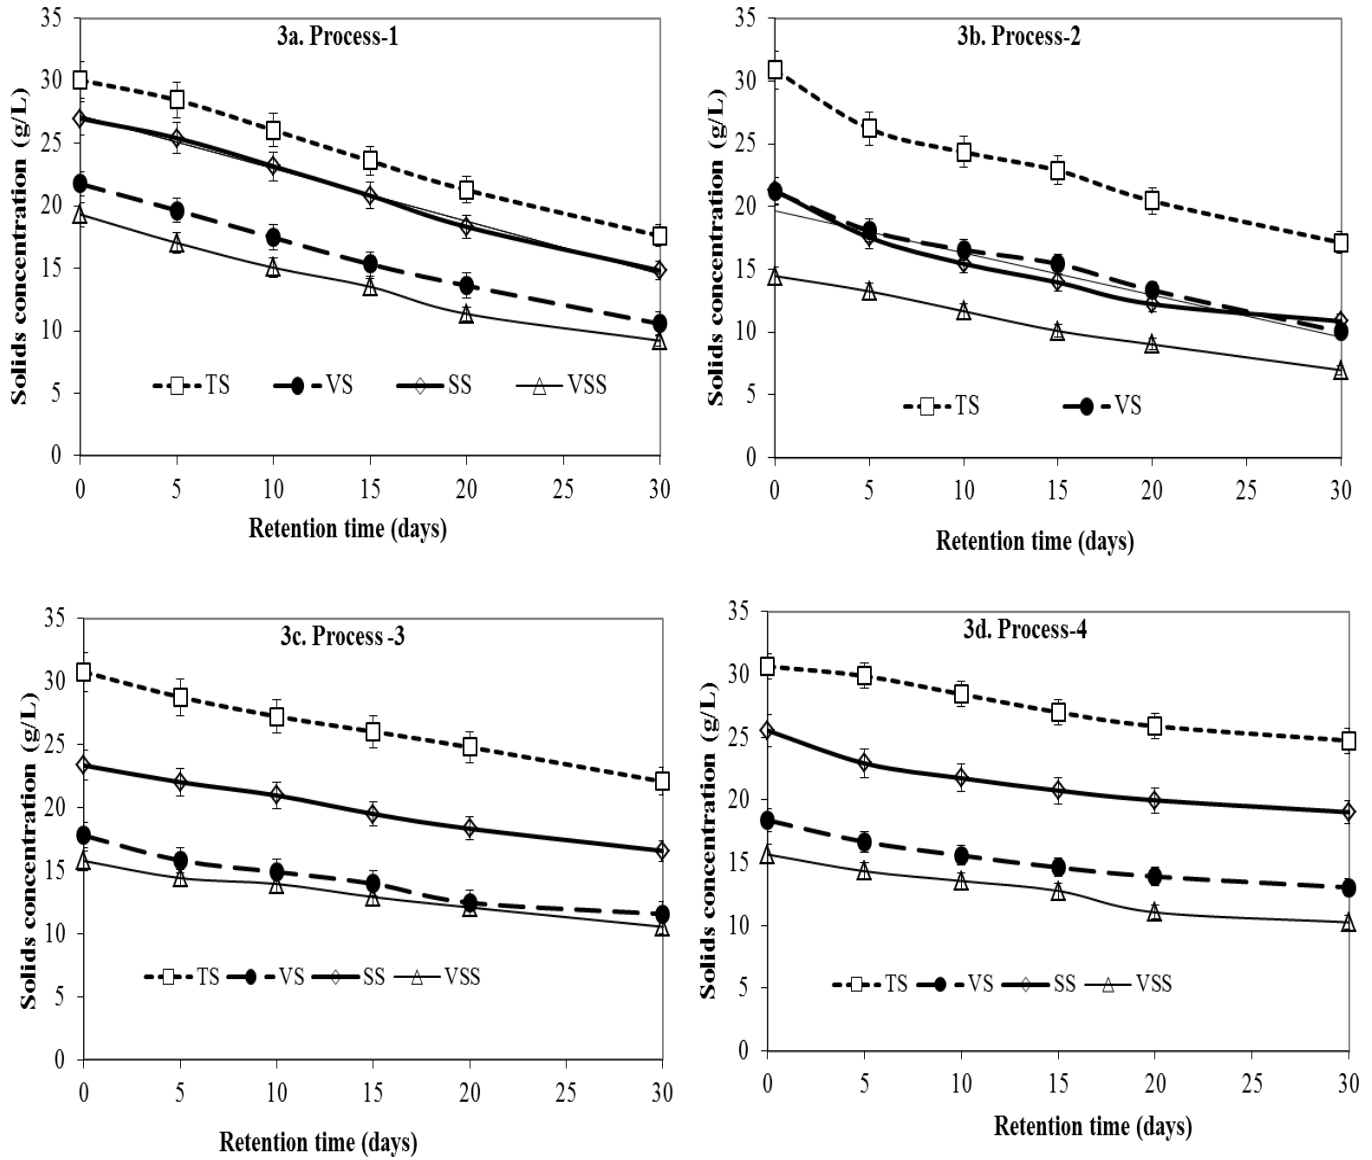 3a. Process-1
Solids concentration (g/L)
35
30
25
20
15
10
5
0
TS VS SS VSS
0 5 10 15 20 25 30
Retention time (days)
3b. Process-2
Solids concentration (g/L)
35
30
25
20
15
10
5
0
TS VS
0 5 10 15 20 25 30
Retention time (days)
3c. Process -3
Solids concentration (g/L)
35
30
25
20
15
10
5
0
TS VS SS VSS
0 5 10 15 20 25 30
Retention time (days)
3d. Process-4
Solids concentration (g/L)
35
30
25
20
15
10
5
0
TS VS SS VSS
0 5 10 15 20 25 30
Retention time (days)